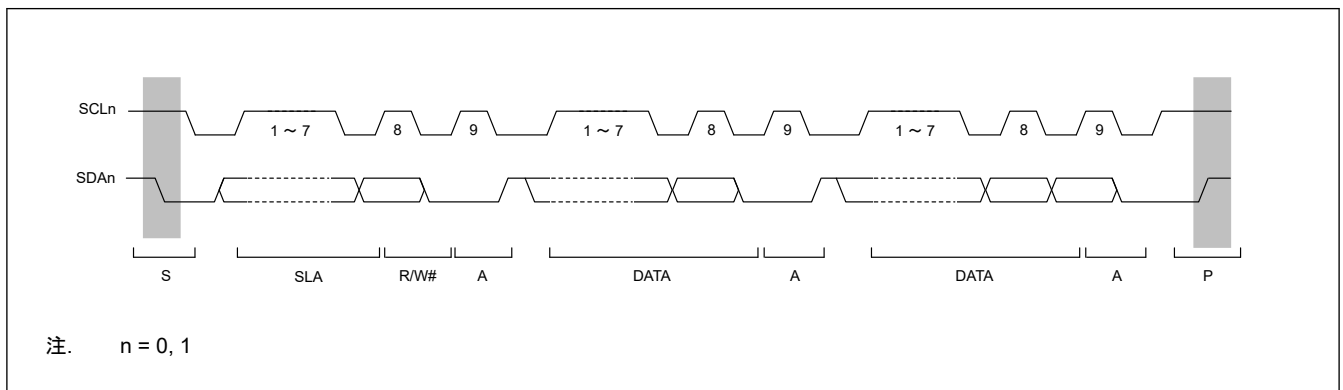 SCLn
1 ～ 7 8 9 1 ～ 7 8 9 1 ～ 7 8 9
SDAn
S SLA R/W# A DATA A DATA A P
注. n = 0, 1